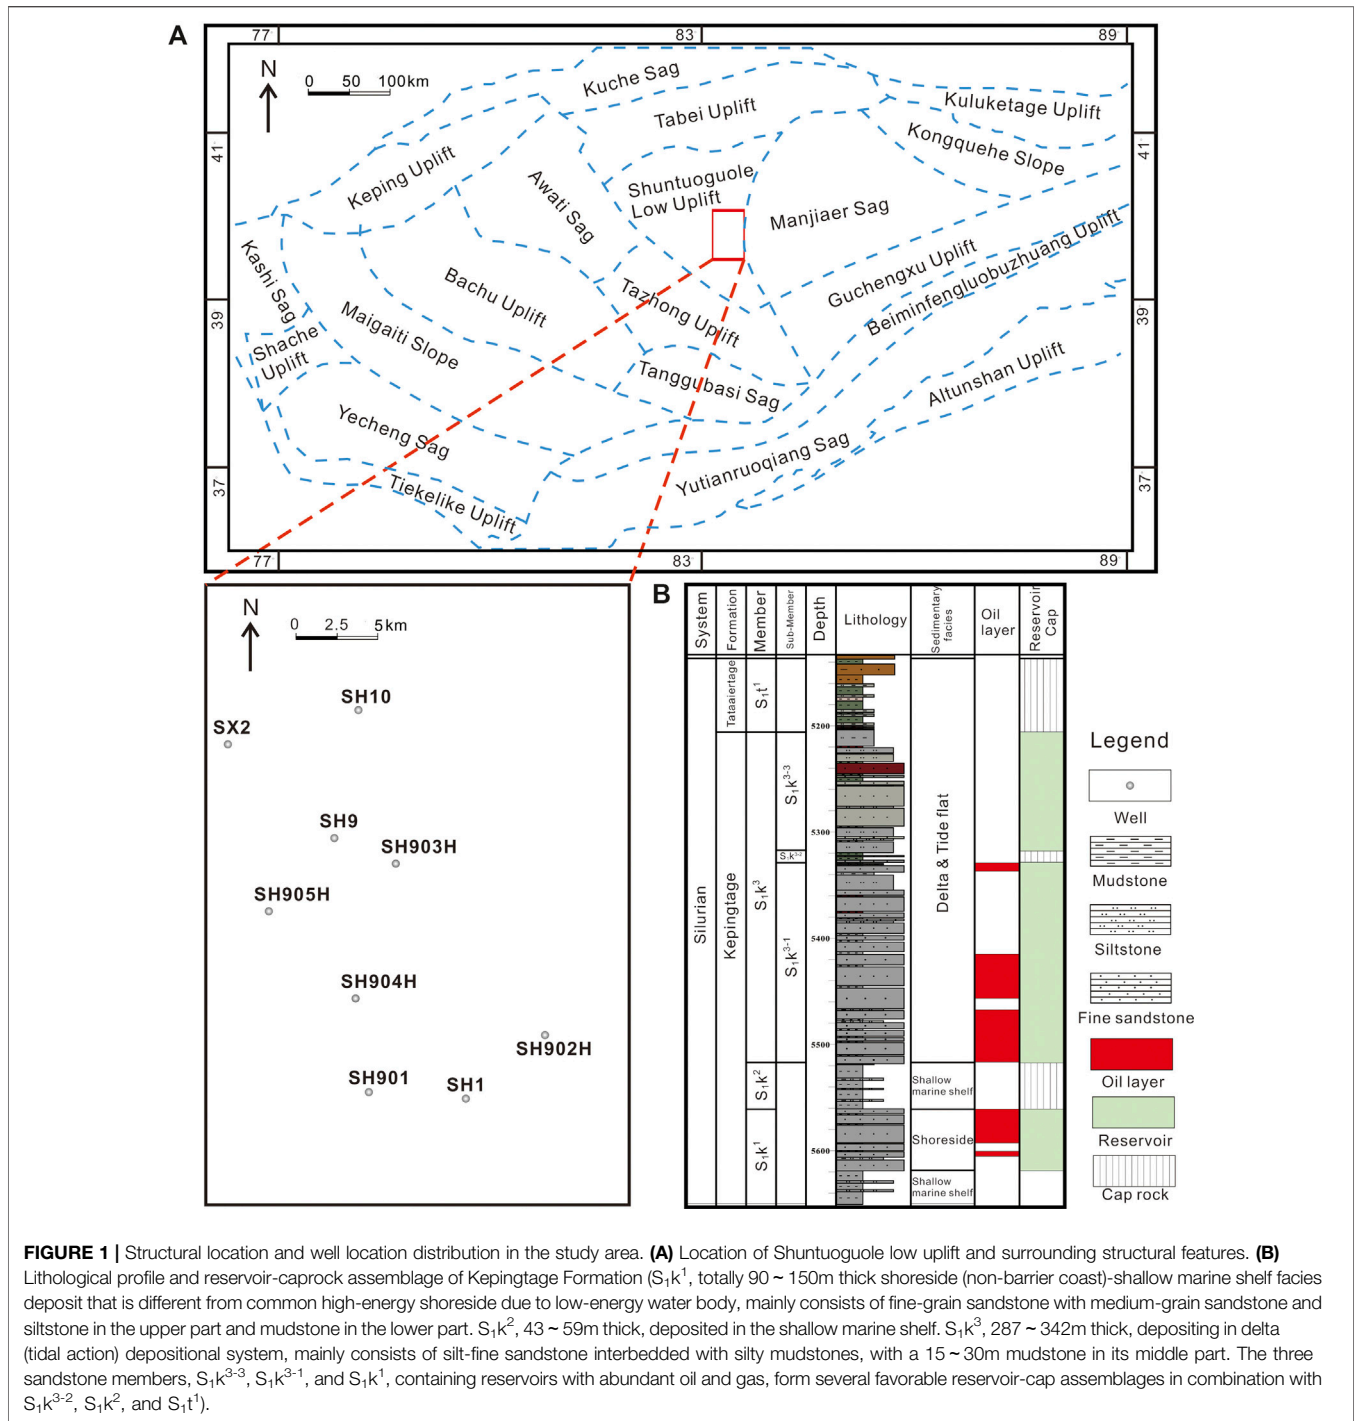 A
77
83
89
N
0 50 100km
Kuche Sag
Tabei Uplift
Kuluketage Uplift
Kongquehe Slope
41
41
Keping Uplift
Awati Sag
Shuntuoguole
Low Uplift
Manjiaer Sag
Kashi Sag
Bachu Uplift
Tazhong Uplift
Guchengxu Uplift
Beiminfengluobuzhuang Uplift
39
39
Maigaiti Slope
Shache
Uplift
Tanggubasi Sag
Altunshan Uplift
Yecheng Sag
Yutianruoqiang Sag
Tiekelike Uplift
37
37
77
83
89
N
0 2.5 5km
SH10
SX2
SH9
SH903H
SH905H
SH904H
SH902H
SH901
SH1
B
System
Formation
Member
Sub-Member
Depth
Lithology
Sedimentary
facies
Oil
layer
Reservoir
Cap
Silurian
Tataaiertage
Kepingtage
S₁t¹
S₁k³
S₁k²
S₁k¹
S₁k³⁻³
S₁k³⁻²
S₁k³⁻¹
5200
5300
5400
5500
5600
Delta & Tide flat
Shallow
marine shelf
Shoreside
Shallow
marine shelf
Legend
Well
Mudstone
Siltstone
Fine sandstone
Oil layer
Reservoir
Cap rock
FIGURE 1 | Structural location and well location distribution in the study area. (A) Location of Shuntuoguole low uplift and surrounding structural features. (B)
Lithological profile and reservoir-caprock assemblage of Kepingtage Formation (S₁k¹, totally 90 ~ 150m thick shoreside (non-barrier coast)-shallow marine shelf facies
deposit that is different from common high-energy shoreside due to low-energy water body, mainly consists of fine-grain sandstone with medium-grain sandstone and
siltstone in the upper part and mudstone in the lower part. S₁k², 43 ~ 59m thick, deposited in the shallow marine shelf. S₁k³, 287 ~ 342m thick, depositing in delta
(tidal action) depositional system, mainly consists of silt-fine sandstone interbedded with silty mudstones, with a 15 ~ 30m mudstone in its middle part. The three
sandstone members, S₁k³⁻³, S₁k³⁻¹, and S₁k¹, containing reservoirs with abundant oil and gas, form several favorable reservoir-cap assemblages in combination with
S₁k³⁻², S₁k², and S₁t¹).